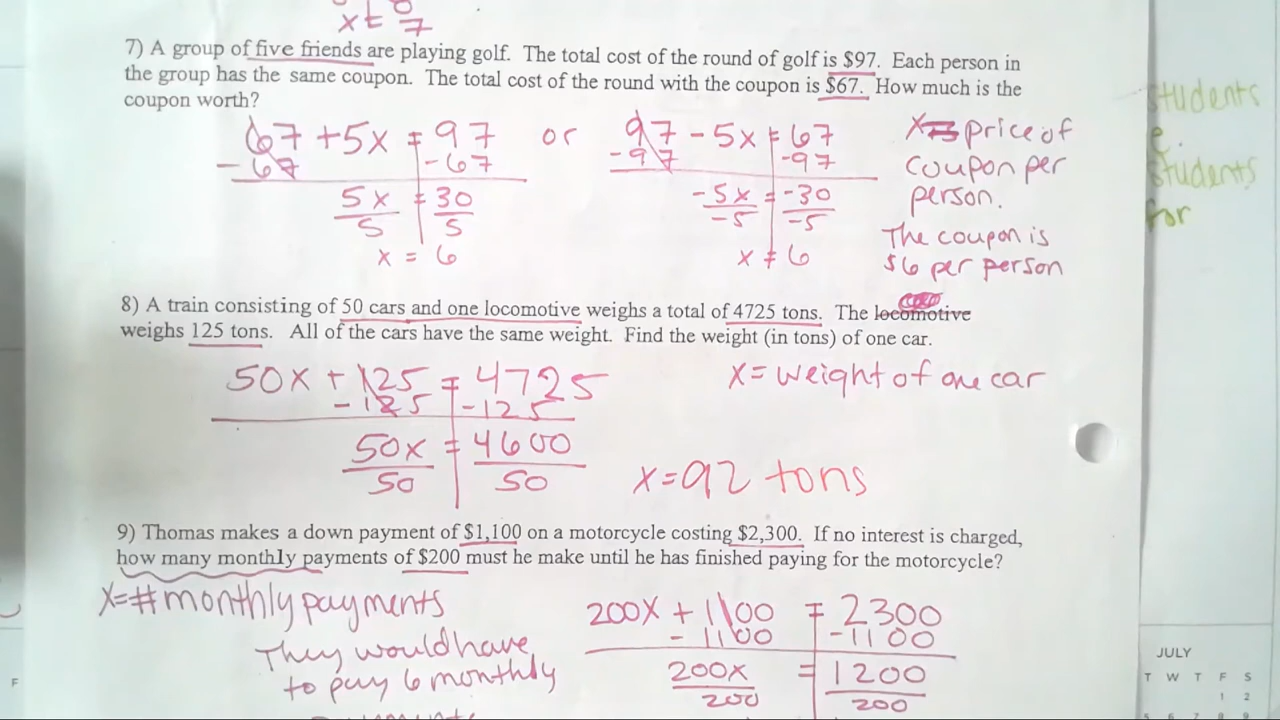 7) A group of five friends are playing golf. The total cost of the round of golf is $97. Each person in
the group has the same coupon. The total cost of the round with the coupon is $67. How much is the
coupon worth?
67 + 5x = 97 or 97 - 5x = 67
- 67 - 67 - 97 - 97
5x = 30 -5x = -30
5 5 -5 -5
x = 6 x = 6
x = price of
coupon per
person.
The coupon is
$6 per person
8) A train consisting of 50 cars and one locomotive weighs a total of 4725 tons. The locomotive
weighs 125 tons. All of the cars have the same weight. Find the weight (in tons) of one car.
50x + 125 = 4725
- 125 - 125
50x = 4600
50 50
x = weight of one car
x = 92 tons
9) Thomas makes a down payment of $1,100 on a motorcycle costing $2,300. If no interest is charged,
how many monthly payments of $200 must he make until he has finished paying for the motorcycle?
x = # monthly payments
They would have
to pay 6 monthly
200x + 1100 = 2300
- 1100 - 1100
200x = 1200
200 200
students
e.
students
for
JULY
T W T F S
1 2
F